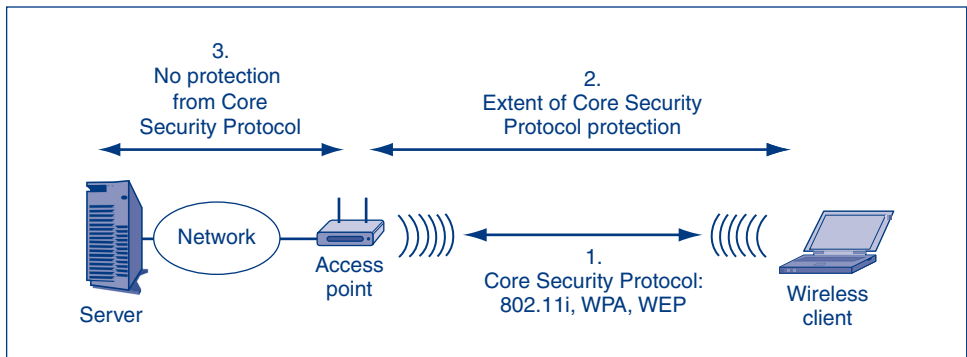 3.
No protection
from Core
Security Protocol
2.
Extent of Core Security
Protocol protection
Network
Server
Access
point
1.
Core Security Protocol:
802.11i, WPA, WEP
Wireless
client